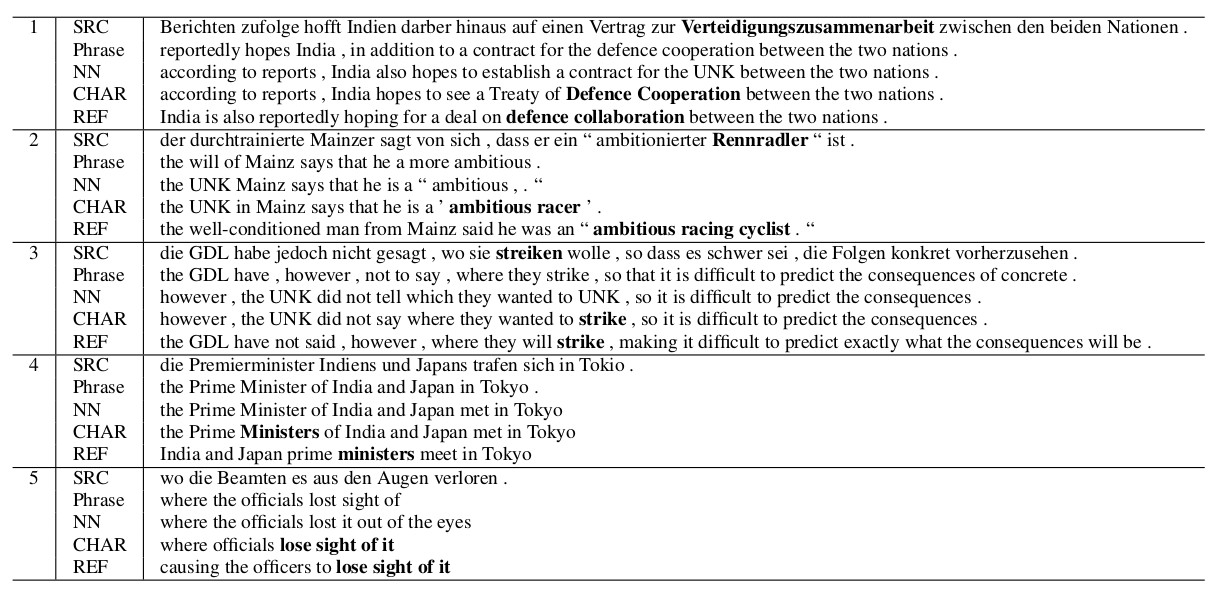 1 SRC Berichten zufolge hofft Indien darber hinaus auf einen Vertrag zur Verteidigungszusammenarbeit zwischen den beiden Nationen .
Phrase reportedly hopes India , in addition to a contract for the defence cooperation between the two nations .
NN according to reports , India also hopes to establish a contract for the UNK between the two nations .
CHAR according to reports , India hopes to see a Treaty of Defence Cooperation between the two nations .
REF India is also reportedly hoping for a deal on defence collaboration between the two nations .
2 SRC der durchtrainierte Mainzer sagt von sich , dass er ein “ ambitionierter Rennradler “ ist .
Phrase the will of Mainz says that he a more ambitious .
NN the UNK Mainz says that he is a “ ambitious , . “
CHAR the UNK in Mainz says that he is a ’ ambitious racer ’ .
REF the well-conditioned man from Mainz said he was an “ ambitious racing cyclist . “
3 SRC die GDL habe jedoch nicht gesagt , wo sie streiken wolle , so dass es schwer sei , die Folgen konkret vorherzusehen .
Phrase the GDL have , however , not to say , where they strike , so that it is difficult to predict the consequences of concrete .
NN however , the UNK did not tell which they wanted to UNK , so it is difficult to predict the consequences .
CHAR however , the UNK did not say where they wanted to strike , so it is difficult to predict the consequences .
REF the GDL have not said , however , where they will strike , making it difficult to predict exactly what the consequences will be .
4 SRC die Premierminister Indiens und Japans trafen sich in Tokio .
Phrase the Prime Minister of India and Japan in Tokyo .
NN the Prime Minister of India and Japan met in Tokyo
CHAR the Prime Ministers of India and Japan met in Tokyo
REF India and Japan prime ministers meet in Tokyo
5 SRC wo die Beamten es aus den Augen verloren .
Phrase where the officials lost sight of
NN where the officials lost it out of the eyes
CHAR where officials lose sight of it
REF causing the officers to lose sight of it